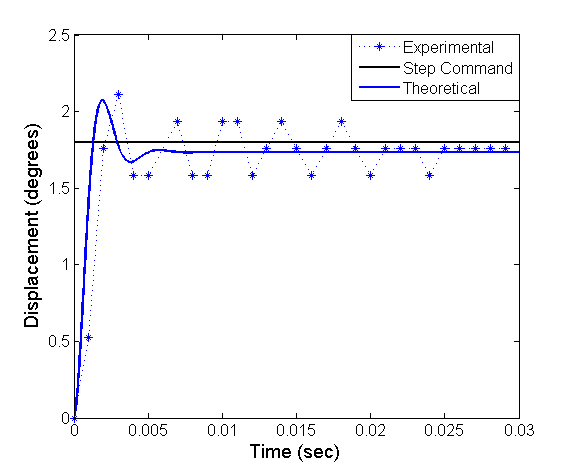 Experimental
Step Command
Theoretical
2.5
2
1.5
1
0.5
0
Displacement (degrees)
0 0.005 0.01 0.015 0.02 0.025 0.03
Time (sec)